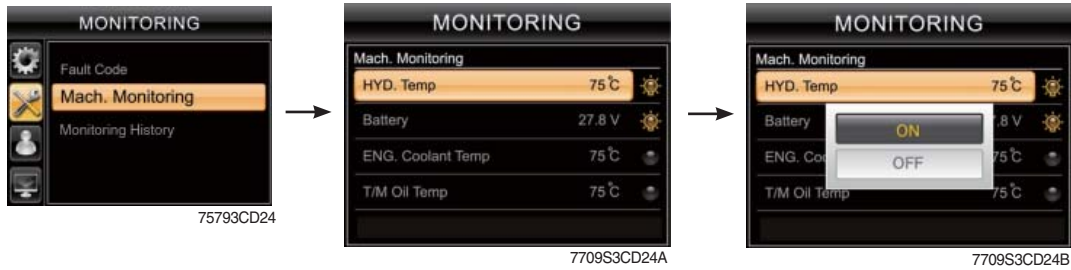 MONITORING
Fault Code
Mach. Monitoring
Monitoring History
75793CD24
MONITORING
Mach. Monitoring
HYD. Temp 75℃
Battery 27.8 V
ENG. Coolant Temp 75℃
T/M Oil Temp 75℃
7709S3CD24A
MONITORING
Mach. Monitoring
HYD. Temp 75℃
Battery 7.8 V
ENG. Coo 75℃
T/M Oil Temp 75℃
ON
OFF
7709S3CD24B